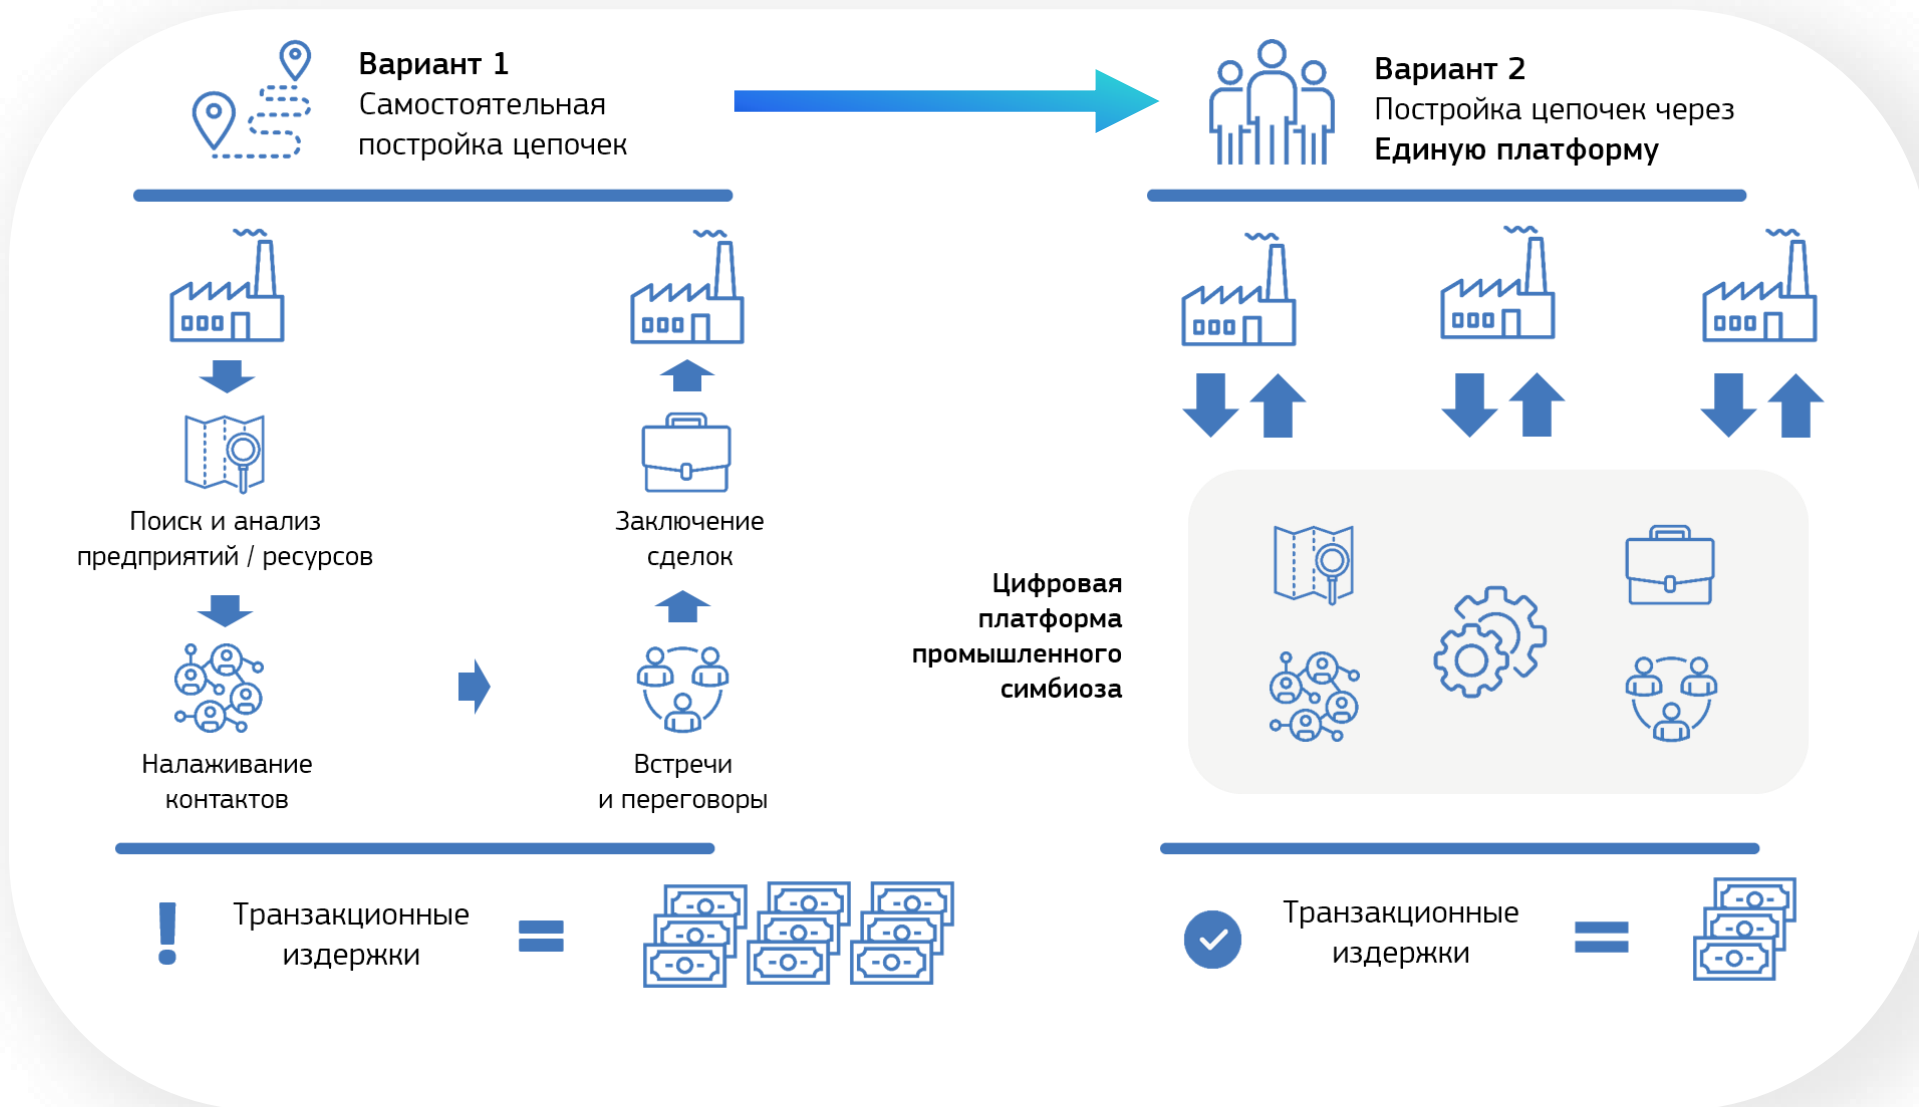 Вариант 1
Самостоятельная
постройка цепочек
Вариант 2
Постройка цепочек через
Единую платформу
Поиск и анализ
предприятий / ресурсов
Заключение
сделок
Налаживание
контактов
Встречи
и переговоры
Цифровая
платформа
промышленного
симбиоза
! Транзакционные
издержки
=
Транзакционные
издержки
=